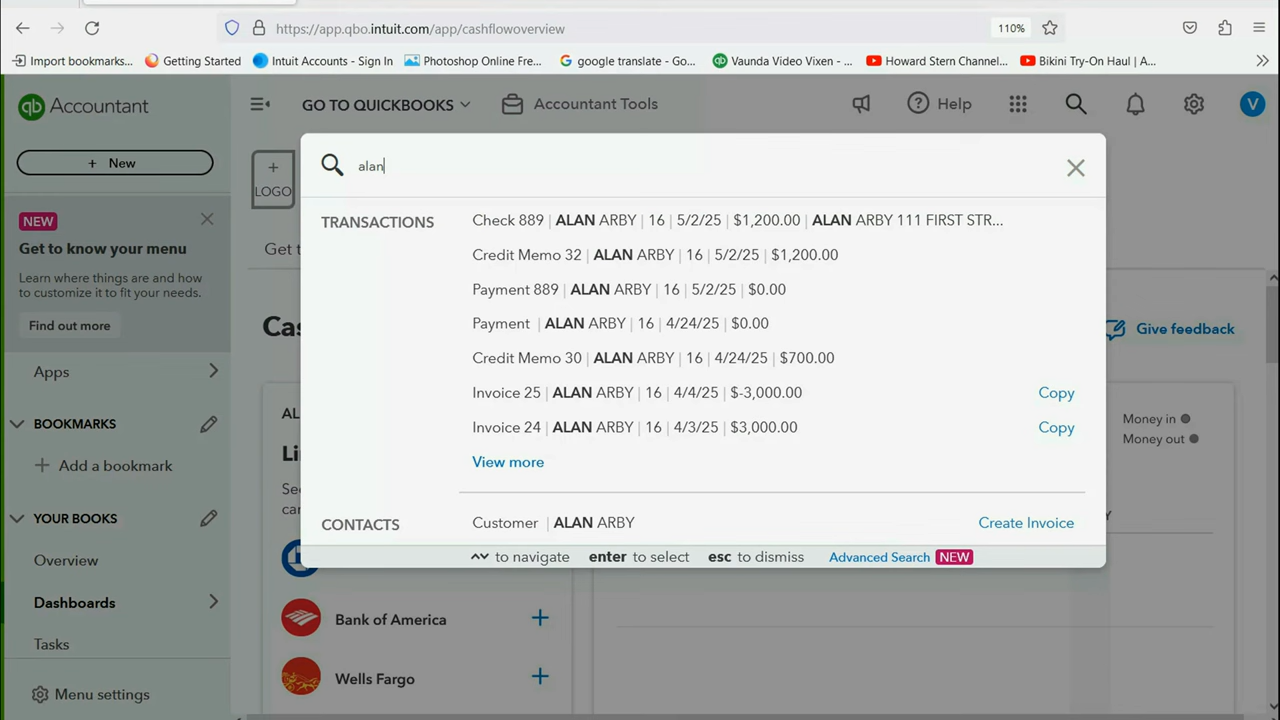 https://app.qbo.intuit.com/app/cashflowoverview
110%
Import bookmarks...
Getting Started
Intuit Accounts - Sign In
Photoshop Online Fre...
google translate - Go...
Vaunda Video Vixen - ...
Howard Stern Channel...
Bikini Try-On Haul | A...
qb Accountant
GO TO QUICKBOOKS
Accountant Tools
Help
V
+ New
+
LOGO
alan
NEW
Get to know your menu
Learn where things are and how
to customize it to fit your needs.
Find out more
Get t
TRANSACTIONS
Check 889 | ALAN ARBY | 16 | 5/2/25 | $1,200.00 | ALAN ARBY 111 FIRST STR...
Credit Memo 32 | ALAN ARBY | 16 | 5/2/25 | $1,200.00
Payment 889 | ALAN ARBY | 16 | 5/2/25 | $0.00
Payment | ALAN ARBY | 16 | 4/24/25 | $0.00
Credit Memo 30 | ALAN ARBY | 16 | 4/24/25 | $700.00
Invoice 25 | ALAN ARBY | 16 | 4/4/25 | $-3,000.00 Copy
Invoice 24 | ALAN ARBY | 16 | 4/3/25 | $3,000.00 Copy
View more
CONTACTS
Customer | ALAN ARBY Create Invoice
to navigate enter to select esc to dismiss Advanced Search NEW
Cas
Give feedback
Apps
BOOKMARKS
+ Add a bookmark
YOUR BOOKS
Overview
Dashboards
Tasks
Menu settings
AL
Li
Se
ca
Money in
Money out
Y
Bank of America
Wells Fargo